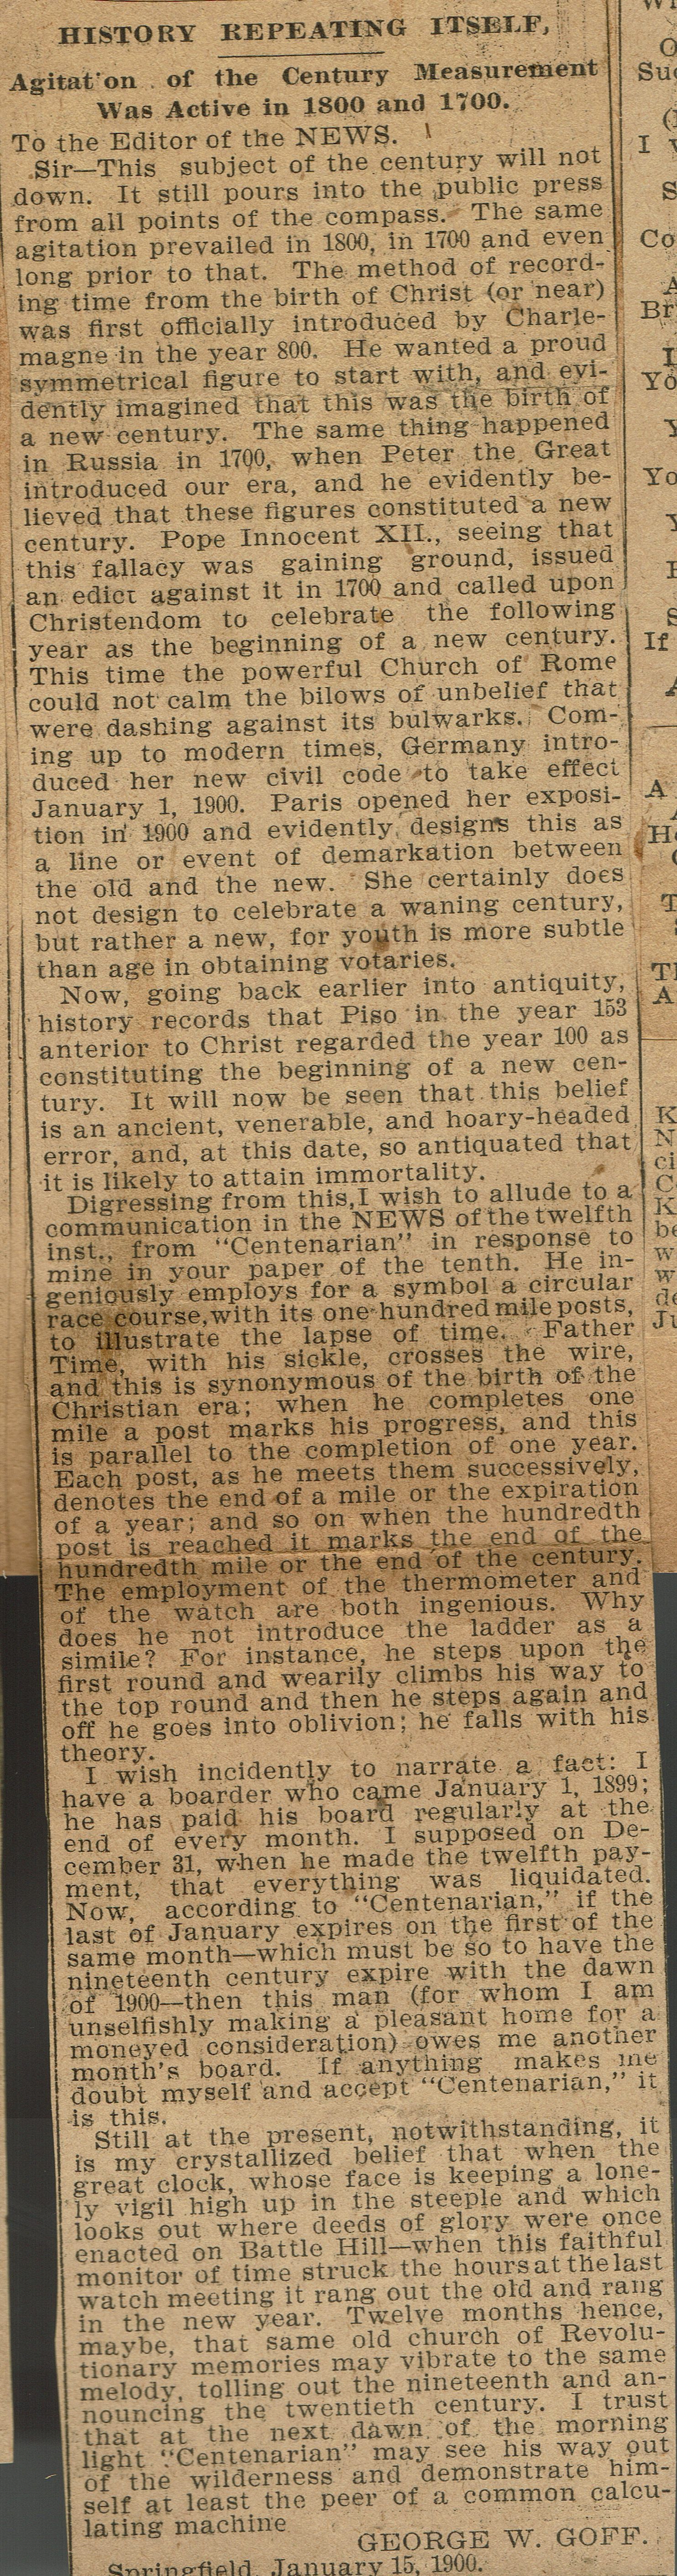 HISTORY REPEATING ITSELF,
Agitat'on of the Century Measurement
Was Active in 1800 and 1700.
To the Editor of the NEWS.
Sir—This subject of the century will not
down. It still pours into the public press
from all points of the compass. The same
agitation prevailed in 1800, in 1700 and even
long prior to that. The method of record-
ing time from the birth of Christ (or near)
was first officially introduced by Charle-
magne in the year 800. He wanted a proud
symmetrical figure to start with, and evi-
dently imagined that this was the birth of
a new century. The same thing happened
in Russia in 1700, when Peter the Great
introduced our era, and he evidently be-
lieved that these figures constituted a new
century. Pope Innocent XII., seeing that
this fallacy was gaining ground, issued
an edict against it in 1700 and called upon
Christendom to celebrate the following
year as the beginning of a new century.
This time the powerful Church of Rome
could not calm the bilows of unbelief that
were dashing against its bulwarks. Com-
ing up to modern times, Germany intro-
duced her new civil code to take effect
January 1, 1900. Paris opened her exposi-
tion in 1900 and evidently designs this as
a line or event of demarkation between
the old and the new. She certainly does
not design to celebrate a waning century,
but rather a new, for youth is more subtle
than age in obtaining votaries.
Now, going back earlier into antiquity,
history records that Piso in the year 153
anterior to Christ regarded the year 100 as
constituting the beginning of a new cen-
tury. It will now be seen that this belief
is an ancient, venerable, and hoary-headed
error, and, at this date, so antiquated that
it is likely to attain immortality.
Digressing from this, I wish to allude to a
communication in the NEWS of the twelfth
inst., from "Centenarian" in response to
mine in your paper of the tenth. He in-
geniously employs for a symbol a circular
race course, with its one-hundred mile posts,
to illustrate the lapse of time. Father
Time, with his sickle, crosses the wire,
and this is synonymous of the birth of the
Christian era; when he completes one
mile a post marks his progress, and this
is parallel to the completion of one year.
Each post, as he meets them successively,
denotes the end of a mile or the expiration
of a year; and so on when the hundredth
post is reached it marks the end of the
hundredth mile or the end of the century.
The employment of the thermometer and
of the watch are both ingenious. Why
does he not introduce the ladder as a
simile? For instance, he steps upon the
first round and wearily climbs his way to
the top round and then he steps again and
off he goes into oblivion; he falls with his
theory.
I wish incidently to narrate a fact: I
have a boarder who came January 1, 1899;
he has paid his board regularly at the
end of every month. I supposed on De-
cember 31, when he made the twelfth pay-
ment, that everything was liquidated.
Now, according to "Centenarian," if the
last of January expires on the first of the
same month—which must be so to have the
nineteenth century expire with the dawn
of 1900—then this man (for whom I am
unselfishly making a pleasant home for a
moneyed consideration) owes me another
month's board. If anything makes me
doubt myself and accept "Centenarian," it
is this.
Still at the present, notwithstanding, it
is my crystallized belief that when the
great clock, whose face is keeping a lone-
ly vigil high up in the steeple and which
looks out where deeds of glory were once
enacted on Battle Hill—when this faithful
monitor of time struck the hours at the last
watch meeting it rang out the old and rang
in the new year. Twelve months hence,
maybe, that same old church of Revolu-
tionary memories may vibrate to the same
melody, tolling out the nineteenth and an-
nouncing the twentieth century. I trust
that at the next dawn of the morning
light "Centenarian" may see his way out
of the wilderness and demonstrate him-
self at least the peer of a common calcu-
lating machine
GEORGE W. GOFF.
Springfield, January 15, 1900.